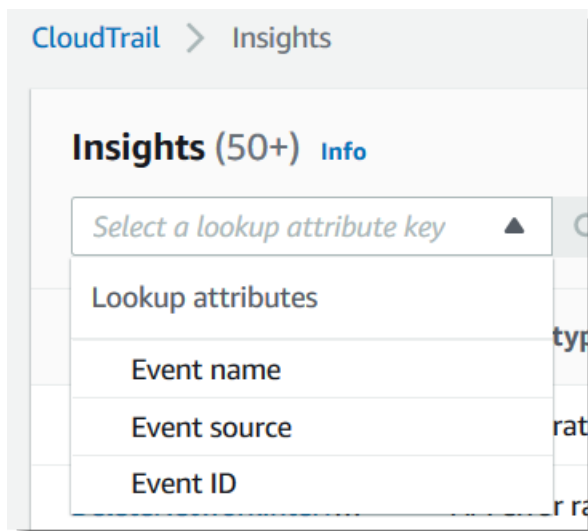 CloudTrail > Insights
Insights (50+) Info
Select a lookup attribute key
Lookup attributes
Event name
Event source
Event ID